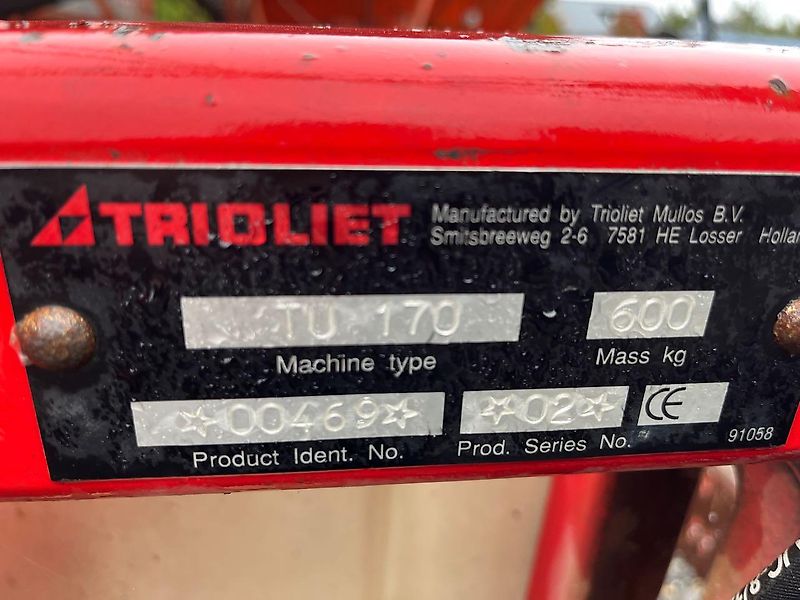 TRIOLIET
Manufactured by Trioliet Mullos B.V.
Smitsbreeweg 2-6 7581 HE Losser Hollan
TU 170
600
Machine type
Mass kg
☆00469☆
☆02☆
CE
Product Ident. No.
Prod. Series No.
91058